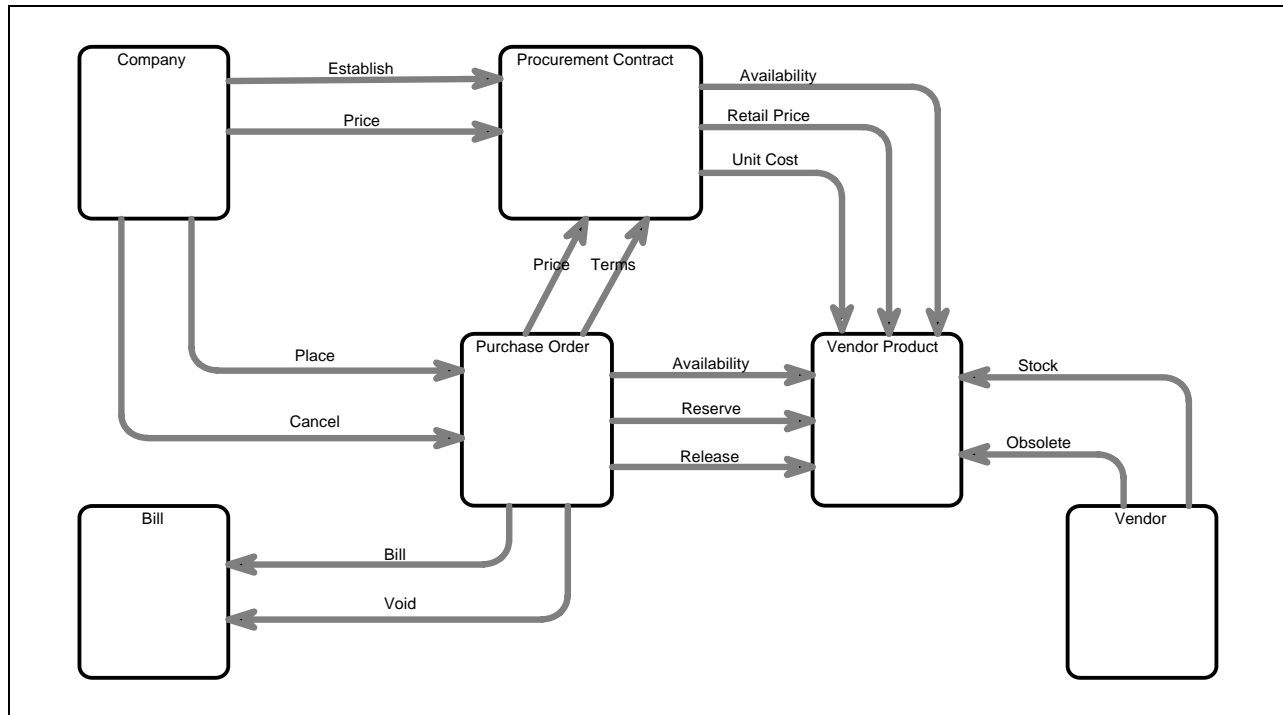 Company
Establish
Price
Procurement Contract
Availability
Retail Price
Unit Cost
Price
Terms
Place
Cancel
Purchase Order
Availability
Reserve
Release
Vendor Product
Stock
Obsolete
Bill
Bill
Void
Vendor